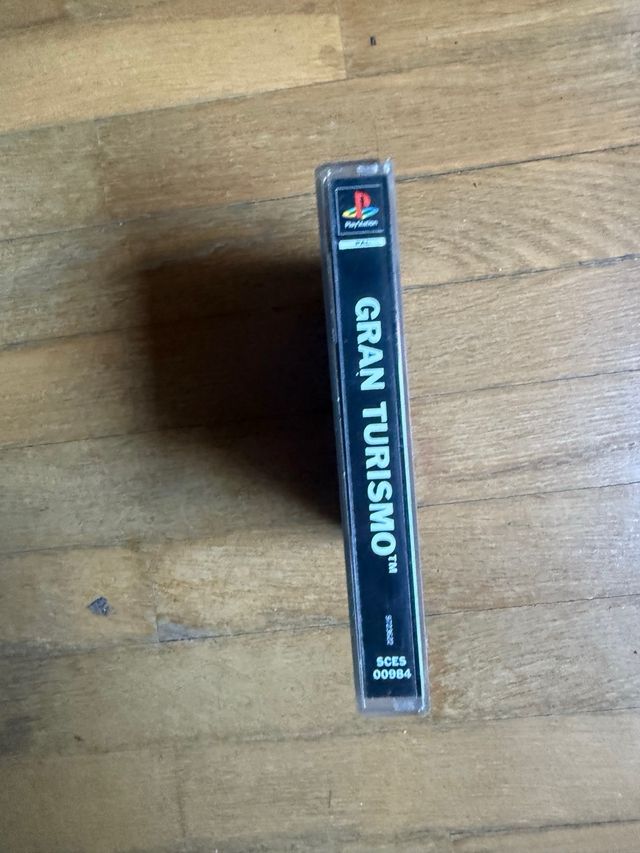 PlayStation
PAL
GRAN TURISMO™
SCES
00984